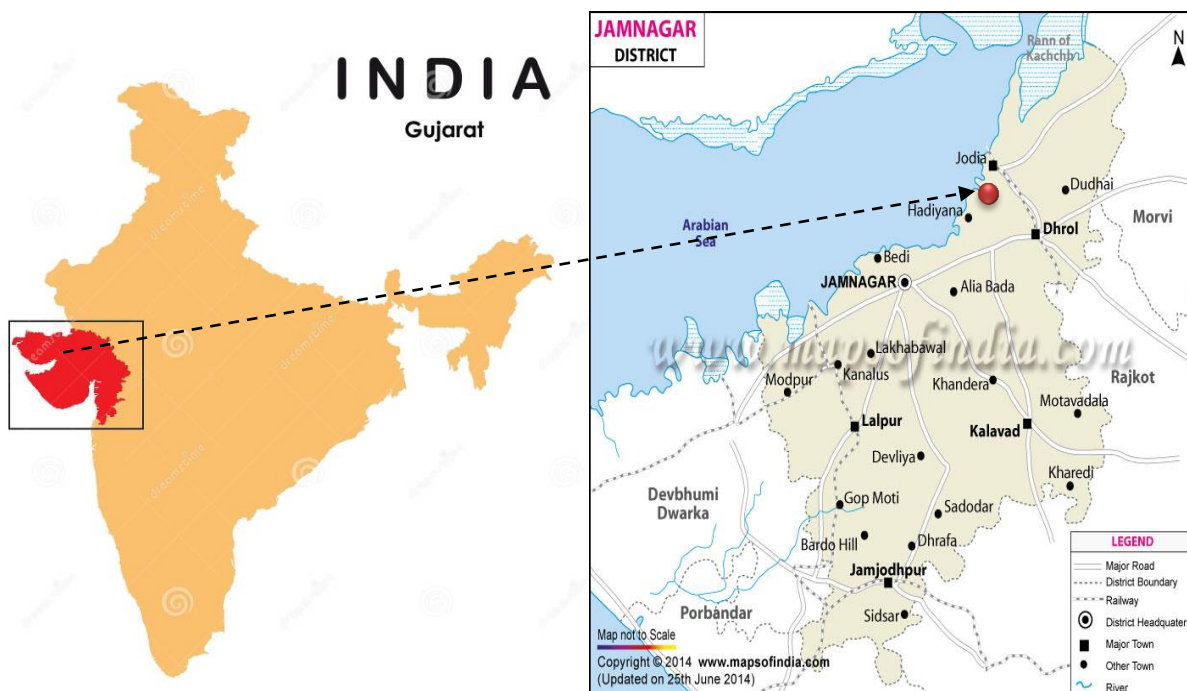 INDIA
Gujarat
dreamstime
JAMNAGAR
DISTRICT
N
Rann of
Kachchh
Jodia
Dudhai
Hadiyana
Morvi
Arabian
Sea
Dhrol
Bedi
JAMNAGAR
Alia Bada
www.mapsofindia.com
Lakhabawal
Kanalus
Rajkot
Modpur
Khandera
Motavadala
Lalpur
Kalavad
Devliya
Kharedi
Devbhumi
Dwarka
Gop Moti
Sadodar
Bardo Hill
Dhrafa
Jamjodhpur
Porbandar
Sidsar
LEGEND
Major Road
District Boundary
Railway
District Headquater
Major Town
Other Town
River
Map not to Scale
Copyright © 2014 www.mapsofindia.com
(Updated on 25th June 2014)